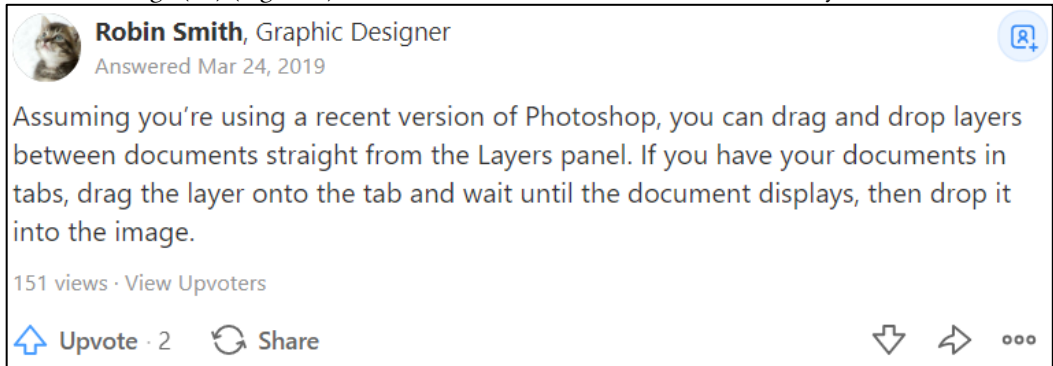 Robin Smith, Graphic Designer
Answered Mar 24, 2019
Assuming you’re using a recent version of Photoshop, you can drag and drop layers
between documents straight from the Layers panel. If you have your documents in
tabs, drag the layer onto the tab and wait until the document displays, then drop it
into the image.
151 views · View Upvoters
Upvote · 2 Share